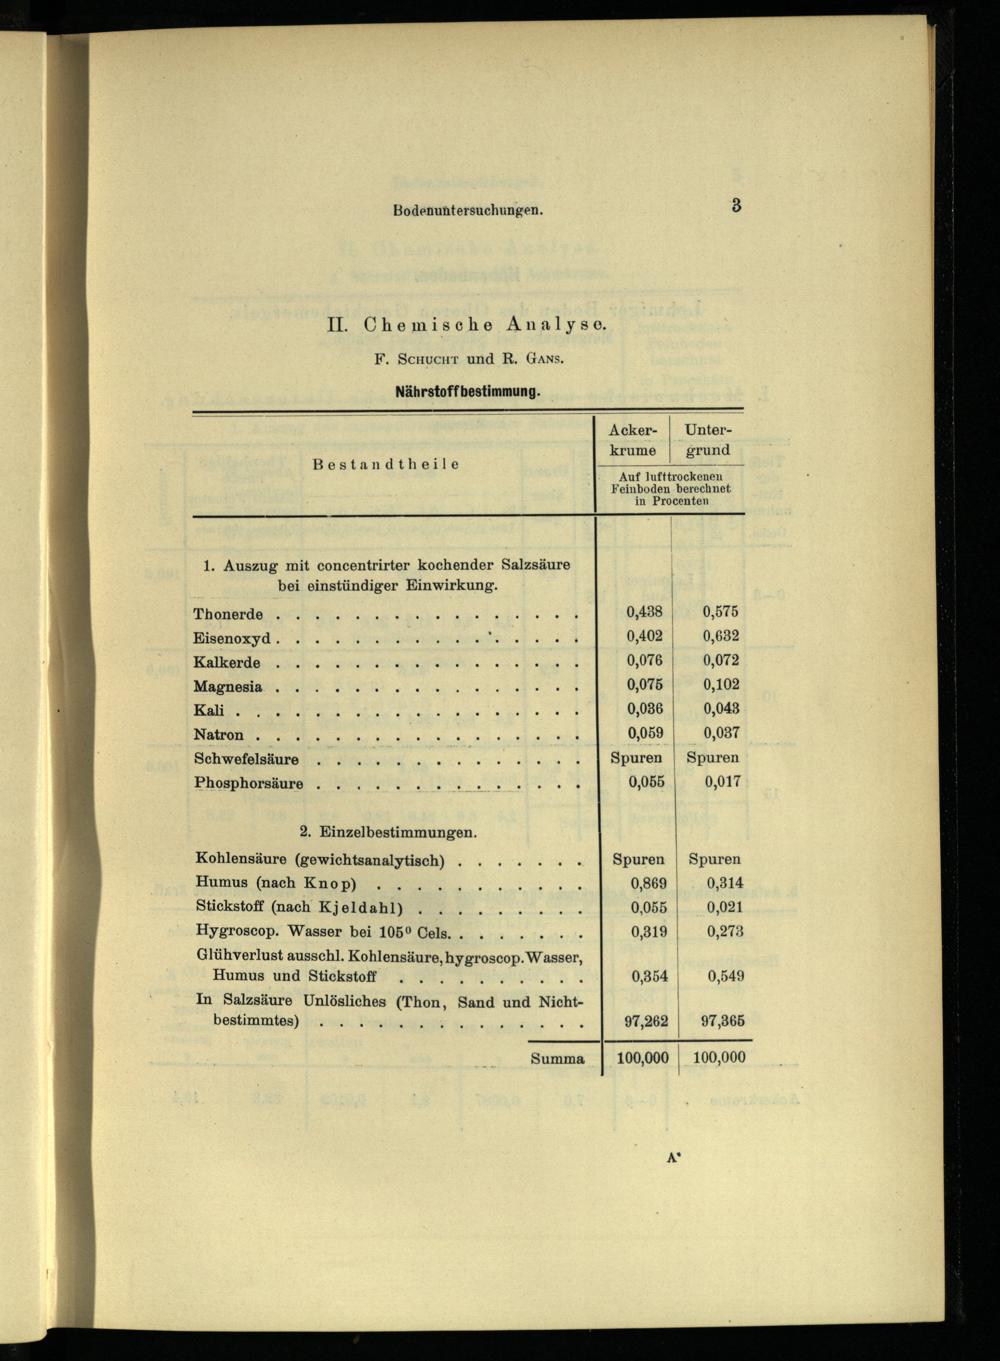 Bodenuntersuchungen. 3
II. Chemische Analyse.
F. SCHUCHT und R. GANS.
Nährstoffbestimmung.
Bestandtheile
Acker-krume
Unter-grund
Auf lufttrockenen
Feinboden berechnet
in Procenten
1. Auszug mit concentrirter kochender Salzsäure
bei einstündiger Einwirkung.
Thonerde . . . . . . . . . . . . . . . . 0,438 0,575
Eisenoxyd . . . . . . . . . . . . . . . . 0,402 0,632
Kalkerde . . . . . . . . . . . . . . . . 0,076 0,072
Magnesia . . . . . . . . . . . . . . . . 0,075 0,102
Kali . . . . . . . . . . . . . . . . . . 0,036 0,043
Natron . . . . . . . . . . . . . . . . . 0,059 0,037
Schwefelsäure . . . . . . . . . . . . . . Spuren Spuren
Phosphorsäure . . . . . . . . . . . . . . 0,055 0,017
2. Einzelbestimmungen.
Kohlensäure (gewichtsanalytisch) . . . . . . . Spuren Spuren
Humus (nach Knop) . . . . . . . . . . . 0,869 0,314
Stickstoff (nach Kjeldahl) . . . . . . . . . 0,055 0,021
Hygroscop. Wasser bei 105⁰ Cels. . . . . . . . 0,319 0,273
Glühverlust ausschl. Kohlensäure, hygroscop. Wasser,
Humus und Stickstoff . . . . . . . . . . 0,354 0,549
In Salzsäure Unlösliches (Thon, Sand und Nicht-
bestimmtes) . . . . . . . . . . . . . . 97,262 97,365
Summa 100,000 100,000
A*